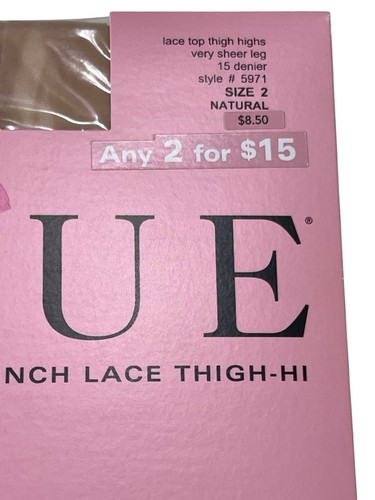 lace top thigh highs
very sheer leg
15 denier
style # 5971
SIZE 2
NATURAL
$8.50
Any 2 for $15
UE®
NCH LACE THIGH-HI